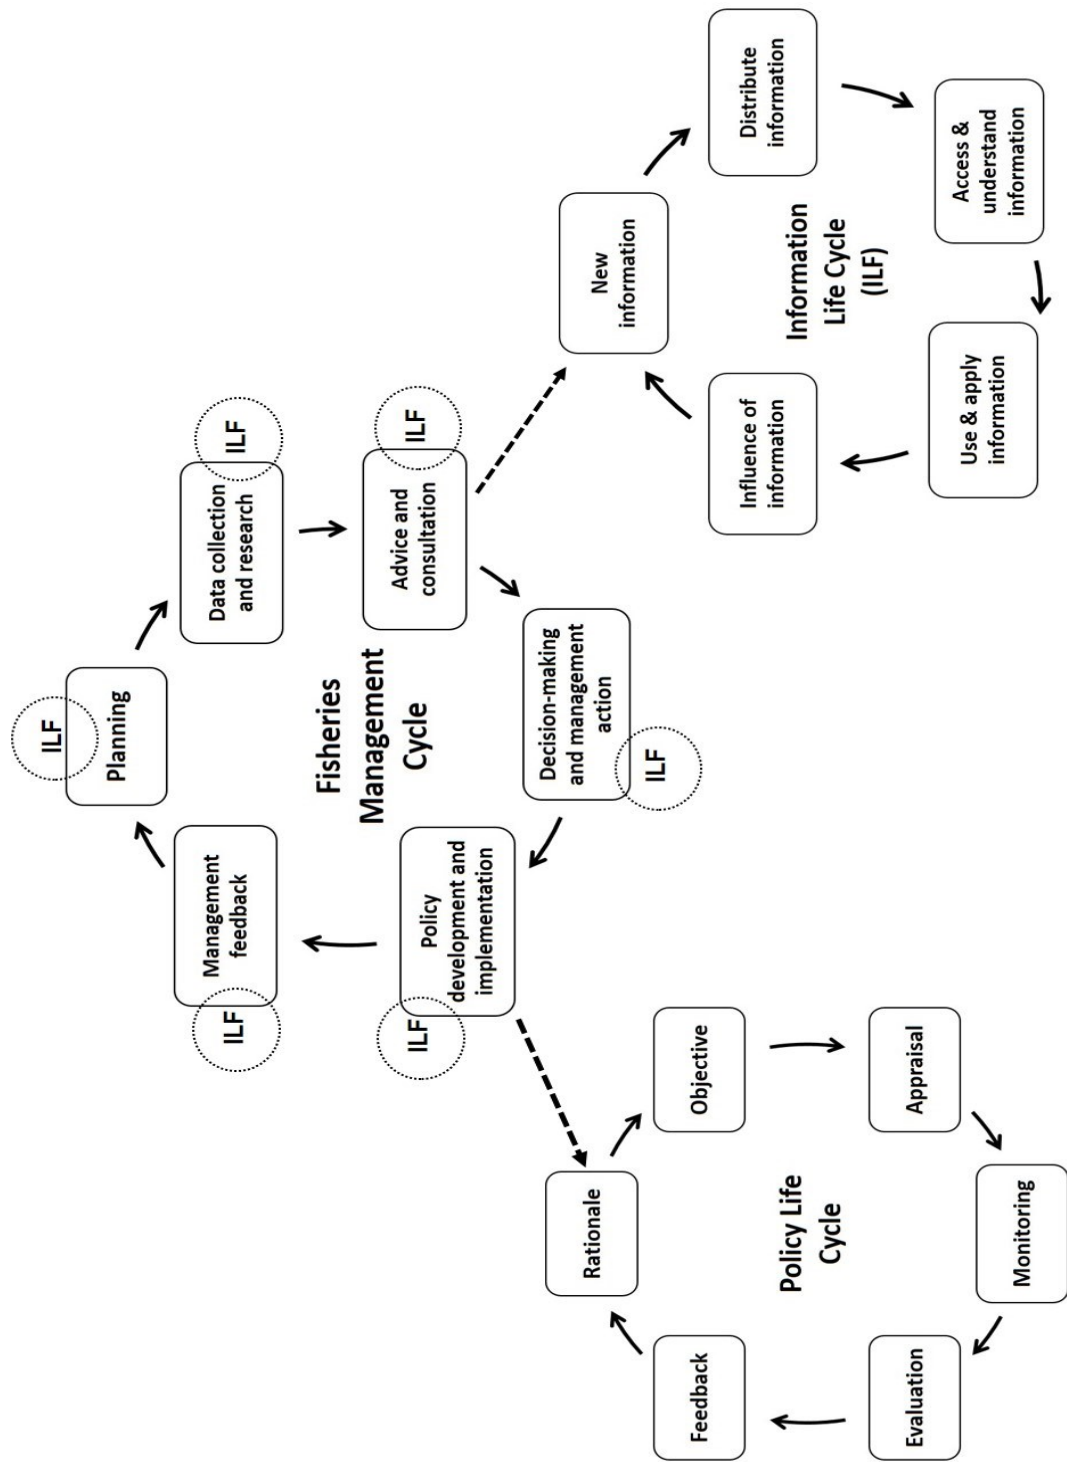 ILF
Planning
ILF
Data collection
and research
ILF
Advice and
consultation
Decision-making
and management
action
ILF
Policy
development and
implementation
ILF
Management
feedback
ILF
Fisheries
Management
Cycle
Rationale
Objective
Appraisal
Monitoring
Evaluation
Feedback
Policy Life
Cycle
New
information
Distribute
information
Access &
understand
information
Use & apply
information
Influence of
information
Information
Life Cycle
(ILF)